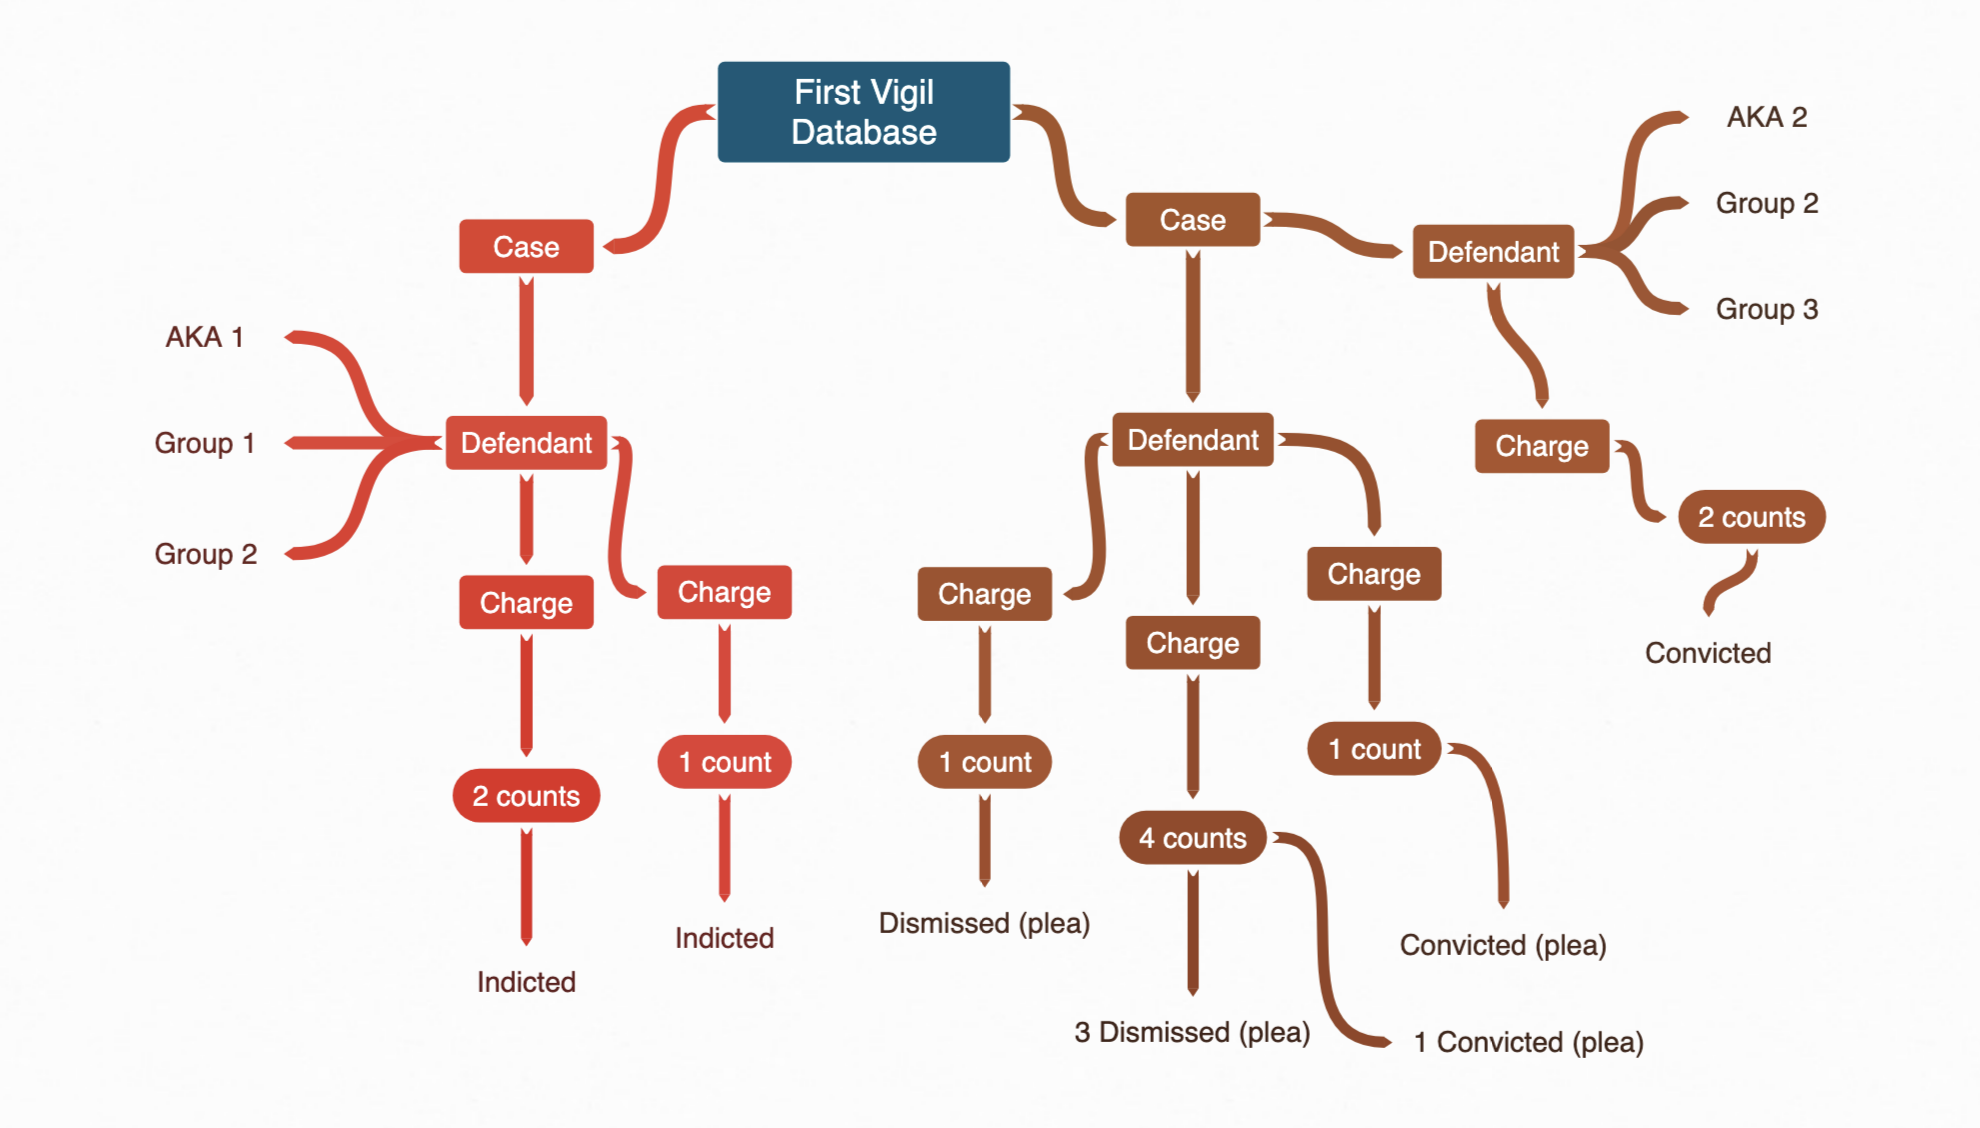 First Vigil
Database
AKA 2
Group 2
Case
Case
Defendant
Group 3
AKA 1
Group 1
Defendant
Defendant
Charge
Group 2
2 counts
Charge
Charge
Charge
Charge
Charge
Convicted
1 count
1 count
1 count
2 counts
4 counts
Dismissed (plea)
Indicted
Convicted (plea)
Indicted
3 Dismissed (plea)
1 Convicted (plea)